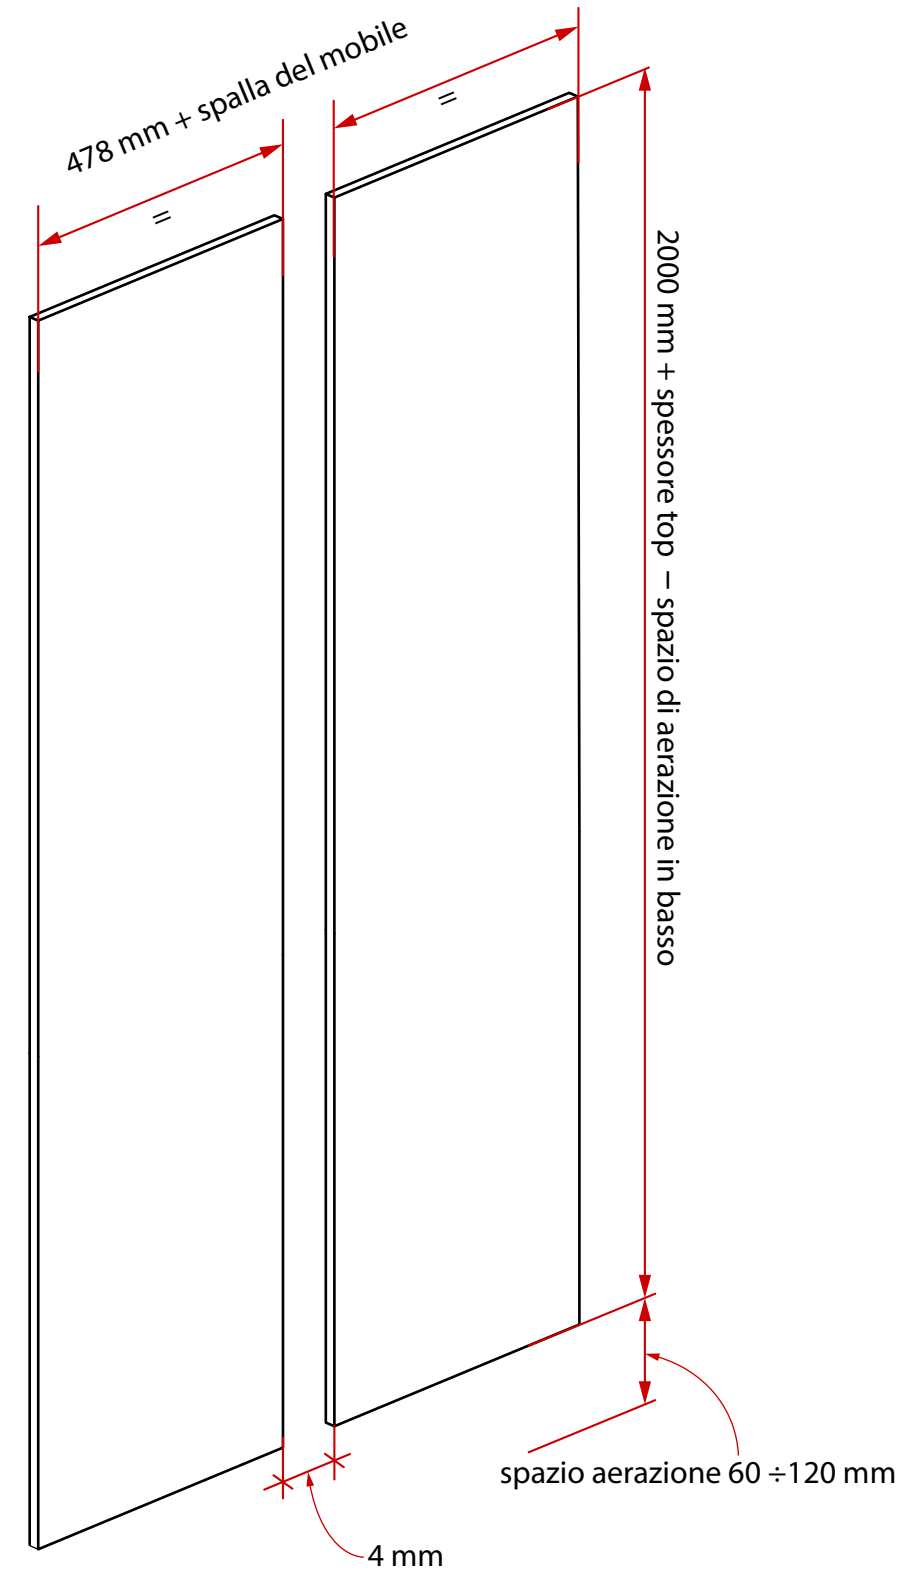 478 mm + spalla del mobile
=
=
2000 mm + spessore top – spazio di aerazione in basso
spazio aerazione 60 ÷120 mm
4 mm